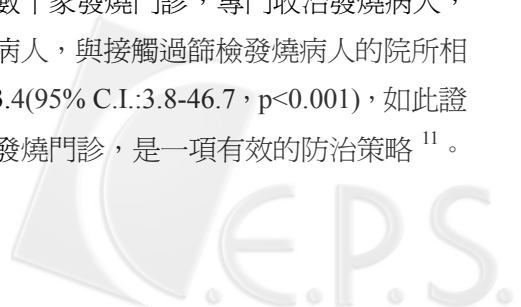 數十家發燒門診，專門收治發燒病人，
病人，與接觸過篩檢發燒病人的院所相
3.4(95% C.I.:3.8-46.7，p<0.001)，如此證
發燒門診，是一項有效的防治策略 11。
C.E.P.S.